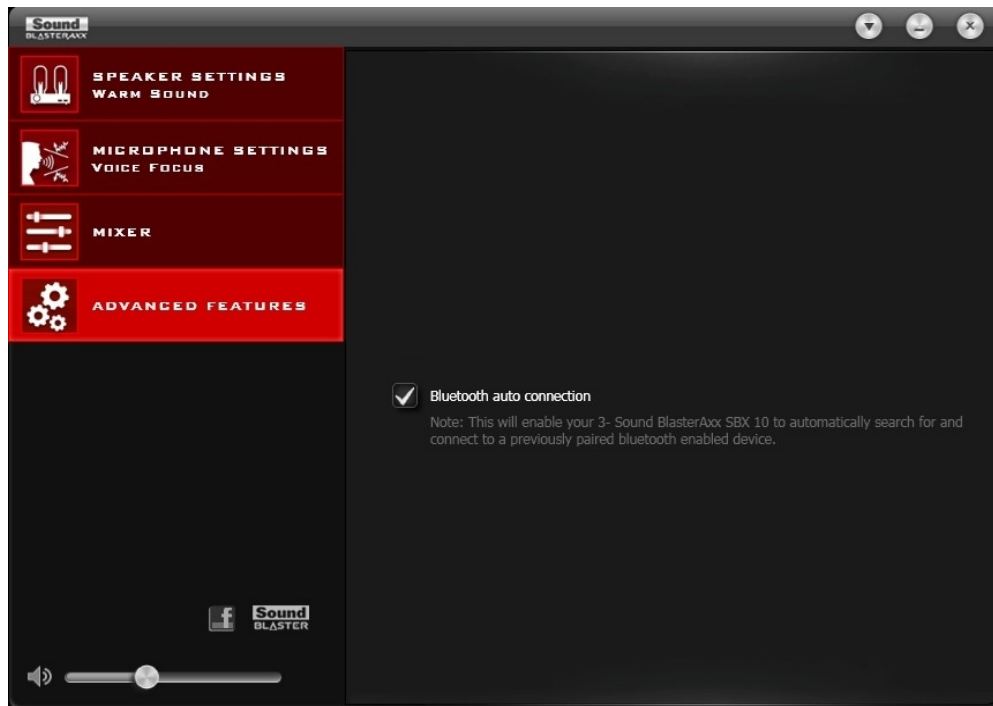 Sound
BLASTERAXX
SPEAKER SETTINGS
WARM SOUND
MICROPHONE SETTINGS
VOICE FOCUS
MIXER
ADVANCED FEATURES
Bluetooth auto connection
Note: This will enable your 3- Sound BlasterAxx SBX 10 to automatically search for and
connect to a previously paired bluetooth enabled device.
f
Sound
BLASTER